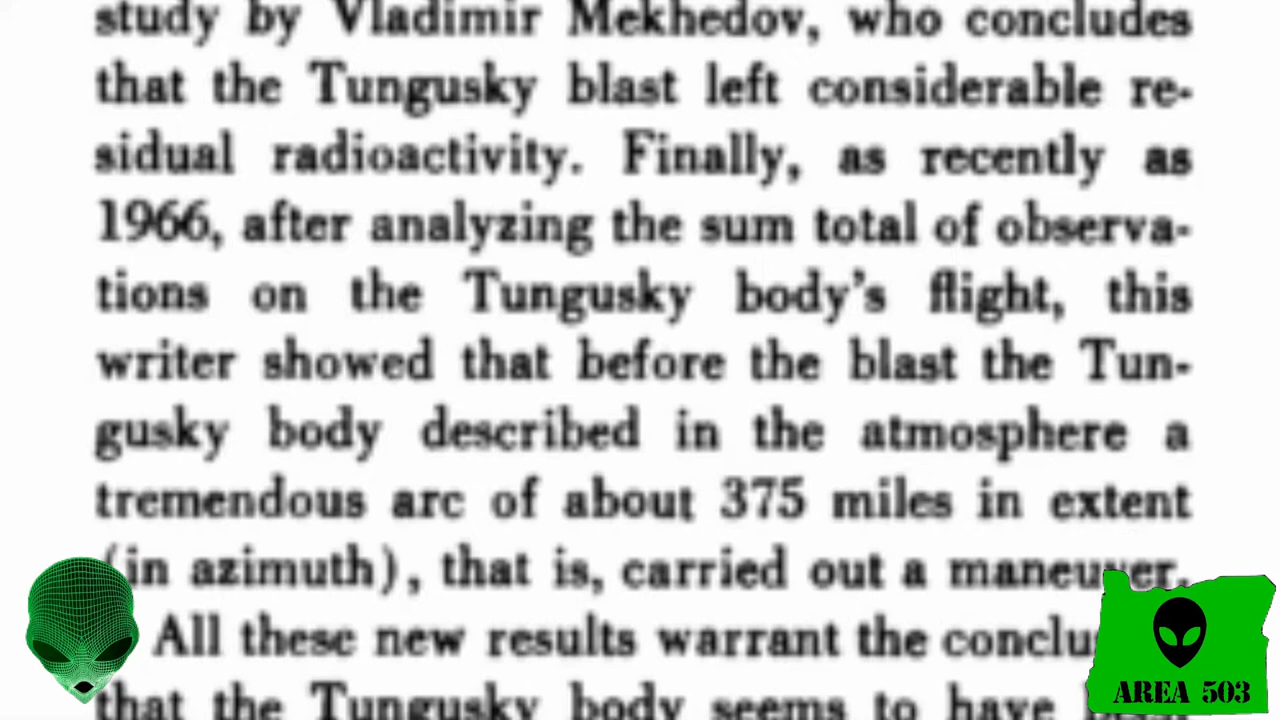 study by Vladimir Mekhedov, who concludes
that the Tungusky blast left considerable re-
sidual radioactivity. Finally, as recently as
1966, after analyzing the sum total of observa-
tions on the Tungusky body's flight, this
writer showed that before the blast the Tun-
gusky body described in the atmosphere a
tremendous arc of about 375 miles in extent
(in azimuth), that is, carried out a maneuver.
All these new results warrant the conclu
that the Tungusky body seems to have
AREA 503